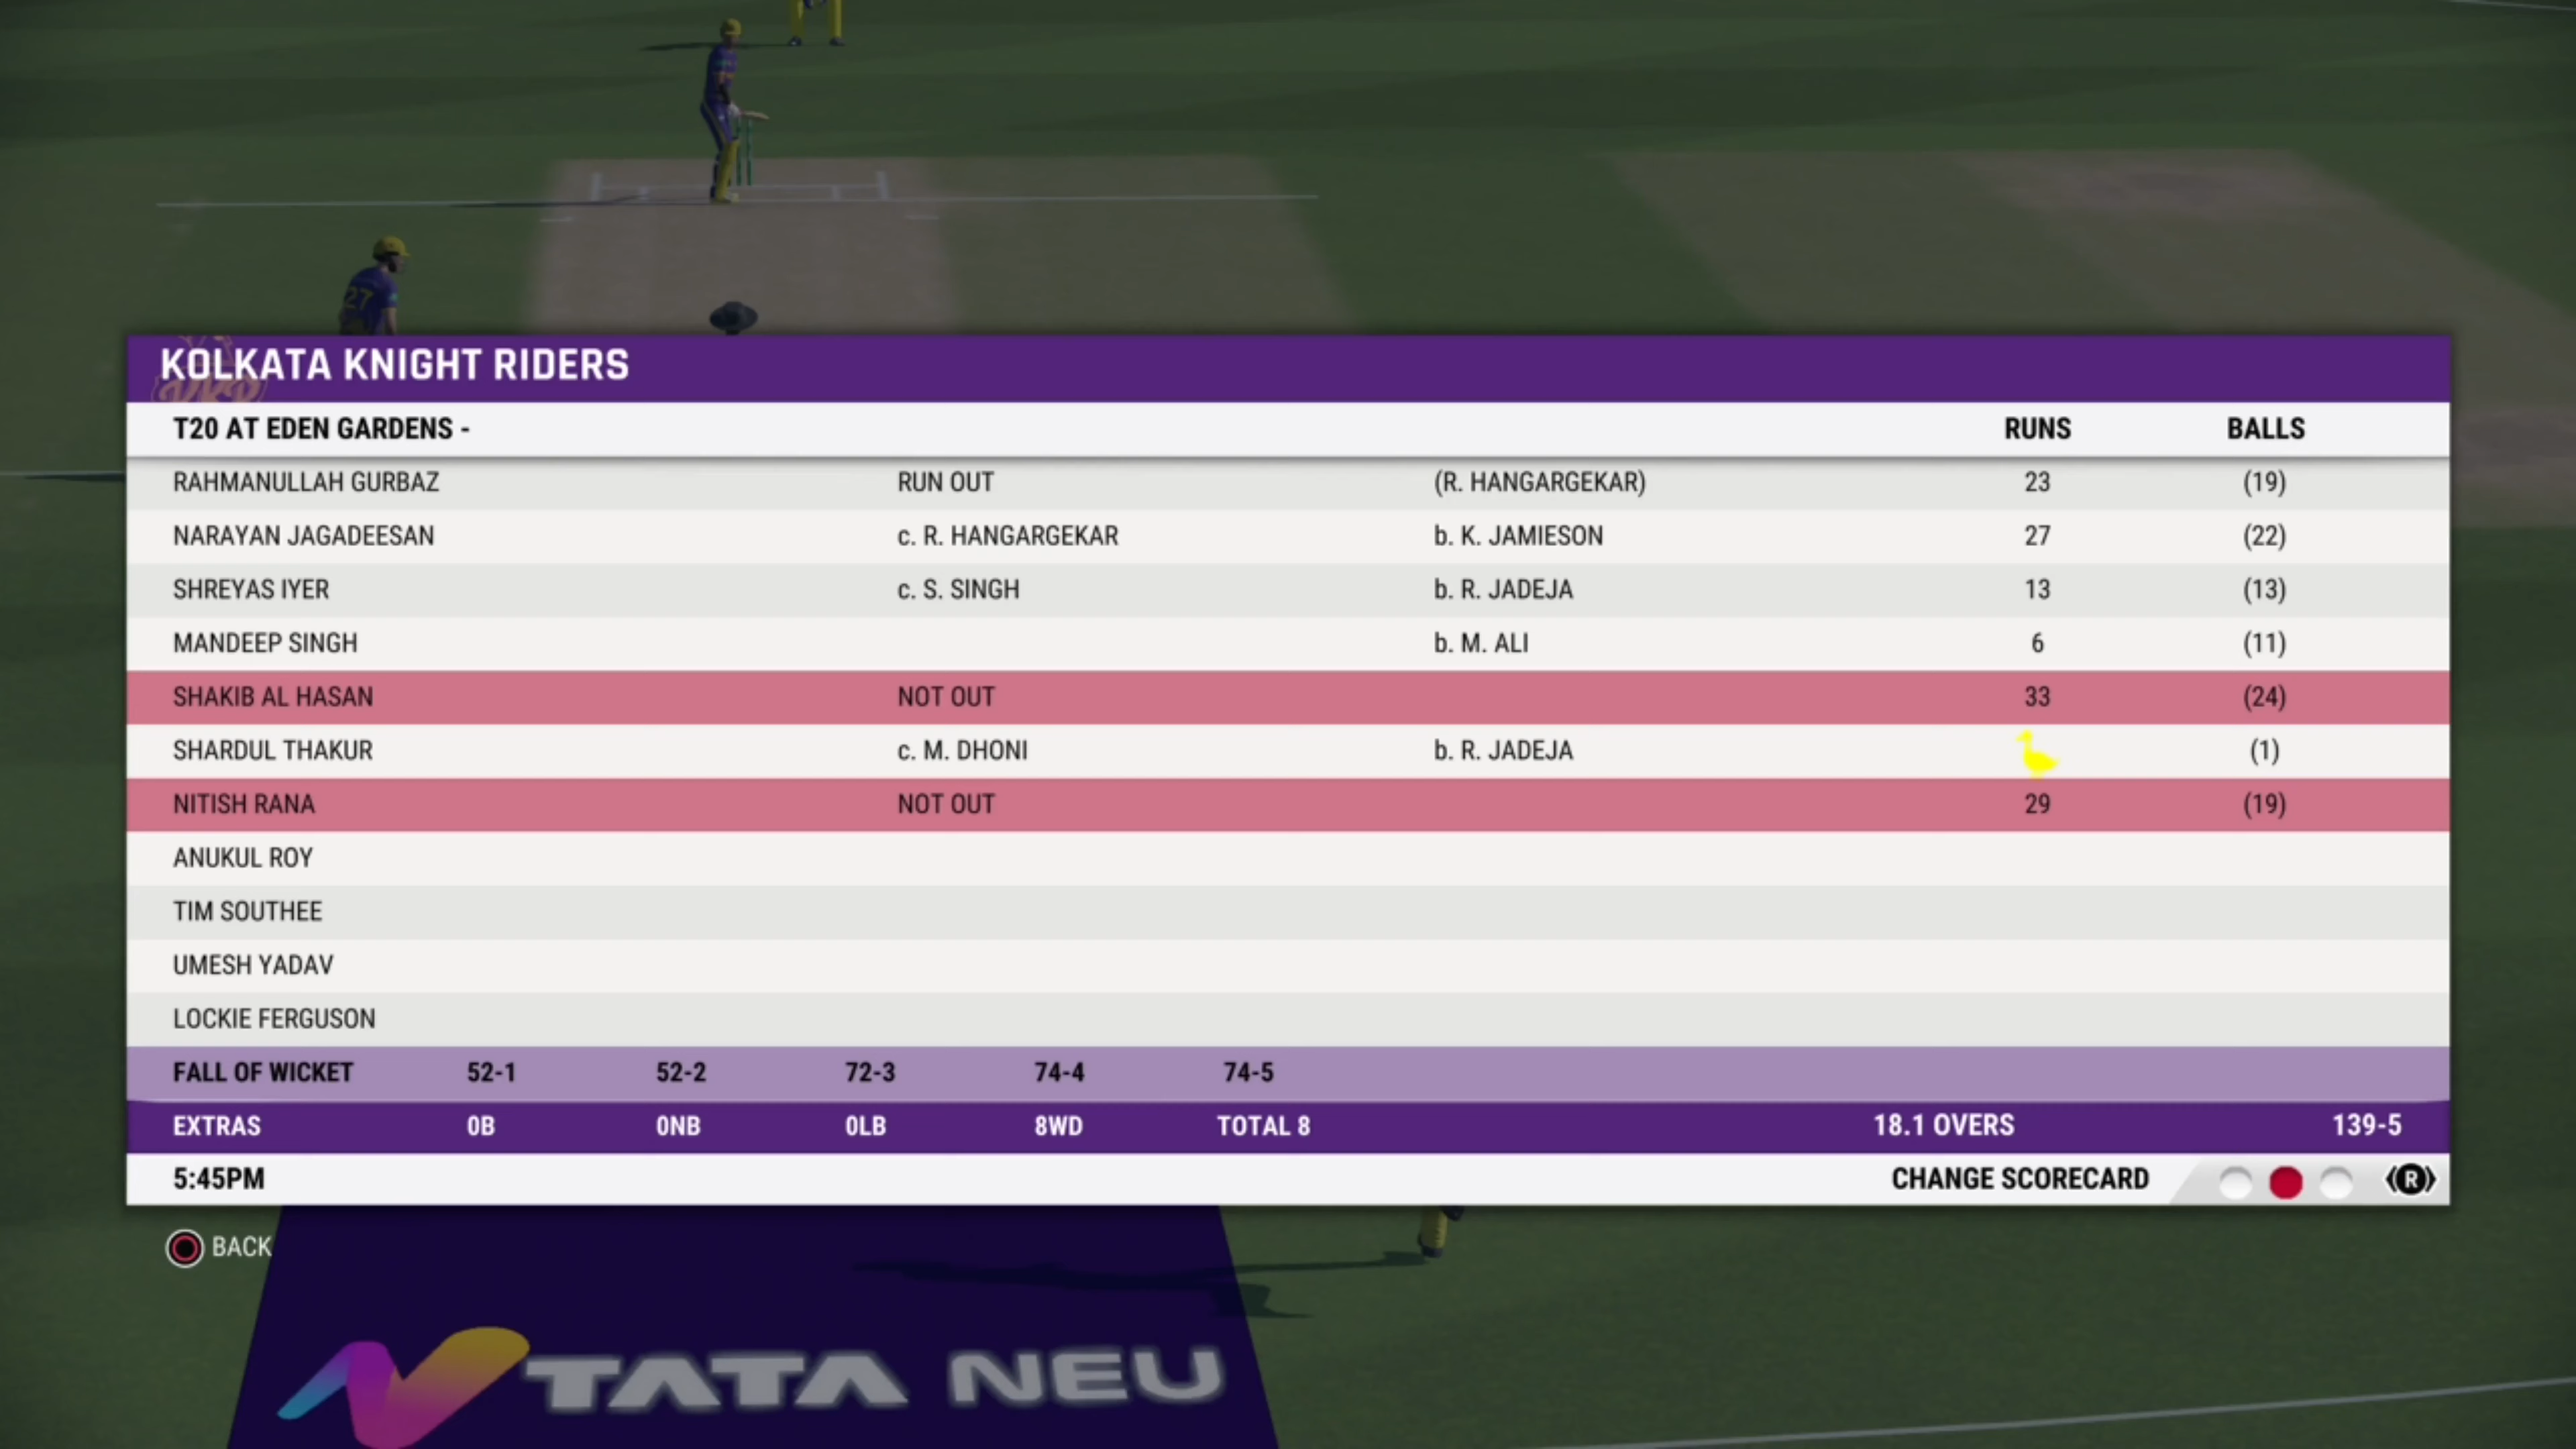 27
KOLKATA KNIGHT RIDERS
T20 AT EDEN GARDENS - RUNS BALLS
RAHMANULLAH GURBAZ RUN OUT (R. HANGARGEKAR) 23 (19)
NARAYAN JAGADEESAN c. R. HANGARGEKAR b. K. JAMIESON 27 (22)
SHREYAS IYER c. S. SINGH b. R. JADEJA 13 (13)
MANDEEP SINGH b. M. ALI 6 (11)
SHAKIB AL HASAN NOT OUT 33 (24)
SHARDUL THAKUR c. M. DHONI b. R. JADEJA (1)
NITISH RANA NOT OUT 29 (19)
ANUKUL ROY
TIM SOUTHEE
UMESH YADAV
LOCKIE FERGUSON
FALL OF WICKET 52-1 52-2 72-3 74-4 74-5
EXTRAS 0B 0NB 0LB 8WD TOTAL 8 18.1 OVERS 139-5
5:45PM CHANGE SCORECARD R
BACK
TATA NEU